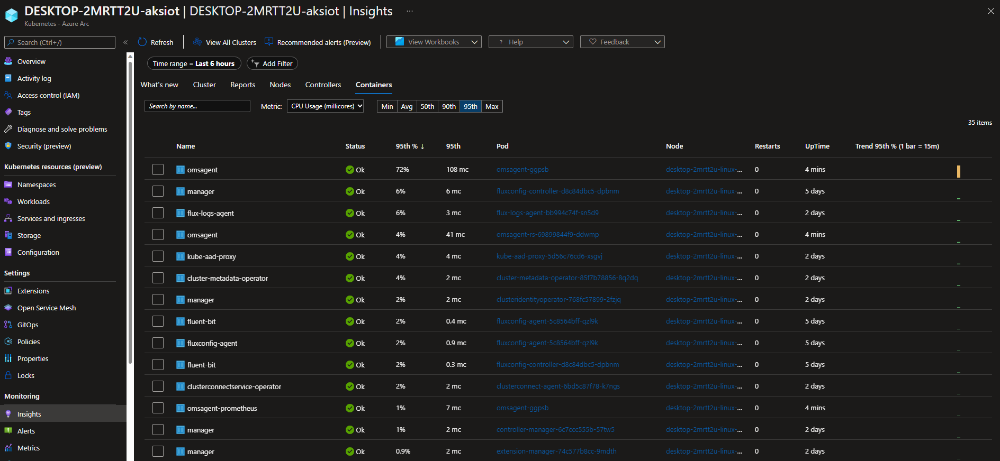 DESKTOP-2MRTT2U-aksiot | DESKTOP-2MRTT2U-aksiot | Insights ...
Kubernetes - Azure Arc
Search (Ctrl+/) « Refresh View All Clusters Recommended alerts (Preview) View Workbooks ? Help Feedback
Overview
Activity log
Access control (IAM)
Tags
Diagnose and solve problems
Security (preview)
Kubernetes resources (preview)
Namespaces
Workloads
Services and ingresses
Storage
Configuration
Settings
Extensions
Open Service Mesh
GitOps
Policies
Properties
Locks
Monitoring
Insights
Alerts
Metrics
Time range = Last 6 hours Add Filter
What's new Cluster Reports Nodes Controllers Containers
Search by name... Metric: CPU Usage (millicores) Min Avg 50th 90th 95th Max
35 items
Name Status 95th % ↓ 95th Pod Node Restarts UpTime Trend 95th % (1 bar = 15m)
omsagent Ok 72% 108 mc omsagent-ggpsb desktop-2mrtt2u-linux-... 0 4 mins
manager Ok 6% 6 mc fluxconfig-controller-d8c84dbc5-dpbnm desktop-2mrtt2u-linux-... 0 5 days
flux-logs-agent Ok 6% 3 mc flux-logs-agent-bb994c74f-sn5d9 desktop-2mrtt2u-linux-... 0 2 days
omsagent Ok 4% 41 mc omsagent-rs-69899844f9-ddwmp desktop-2mrtt2u-linux-... 0 4 mins
kube-aad-proxy Ok 4% 4 mc kube-aad-proxy-5d56c76cd6-xsgvj desktop-2mrtt2u-linux-... 0 2 days
cluster-metadata-operator Ok 4% 2 mc cluster-metadata-operator-85f7b78856-8q2dq desktop-2mrtt2u-linux-... 0 2 days
manager Ok 2% 2 mc clusteridentityoperator-768fc57899-2fzjq desktop-2mrtt2u-linux-... 0 2 days
fluent-bit Ok 2% 0.4 mc fluxconfig-agent-5c8564bff-qzl9k desktop-2mrtt2u-linux-... 0 5 days
fluxconfig-agent Ok 2% 0.9 mc fluxconfig-agent-5c8564bff-qzl9k desktop-2mrtt2u-linux-... 0 5 days
fluent-bit Ok 2% 0.3 mc fluxconfig-controller-d8c84dbc5-dpbnm desktop-2mrtt2u-linux-... 0 5 days
clusterconnectservice-operator Ok 2% 2 mc clusterconnect-agent-6bd5c87f78-k7ngs desktop-2mrtt2u-linux-... 0 2 days
omsagent-prometheus Ok 1% 7 mc omsagent-ggpsb desktop-2mrtt2u-linux-... 0 4 mins
manager Ok 1% 2 mc controller-manager-6c7ccc555b-57tw5 desktop-2mrtt2u-linux-... 0 2 days
manager Ok 0.9% 2 mc extension-manager-74c577b8cc-9mdth desktop-2mrtt2u-linux-... 0 2 days